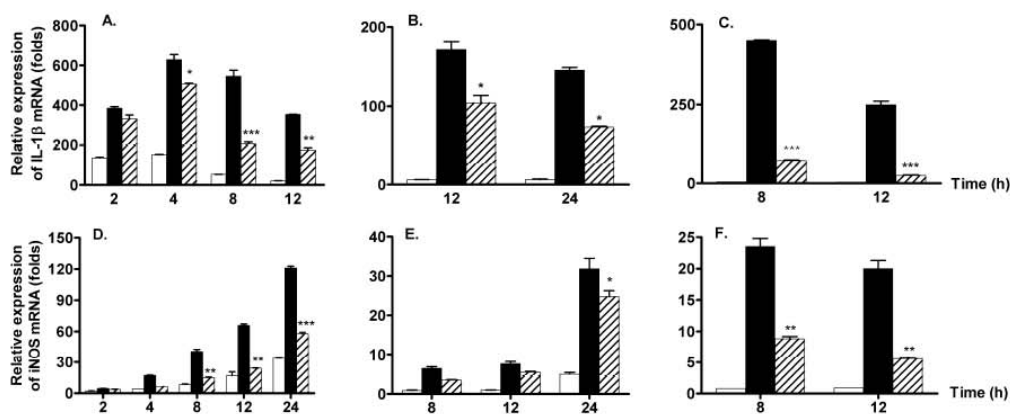 A.
B.
C.
Relative expression
of IL-1β mRNA (folds)
800
600
400
200
0
*
***
**
2 4 8 12
200
100
0
*
*
12 24
500
250
0
***
***
8 12
Time (h)
D.
E.
F.
Relative expression
of iNOS mRNA (folds)
150
120
90
60
30
0
**
**
***
2 4 8 12 24
40
30
20
10
0
*
8 12 24
25
20
15
10
5
0
**
**
8 12
Time (h)